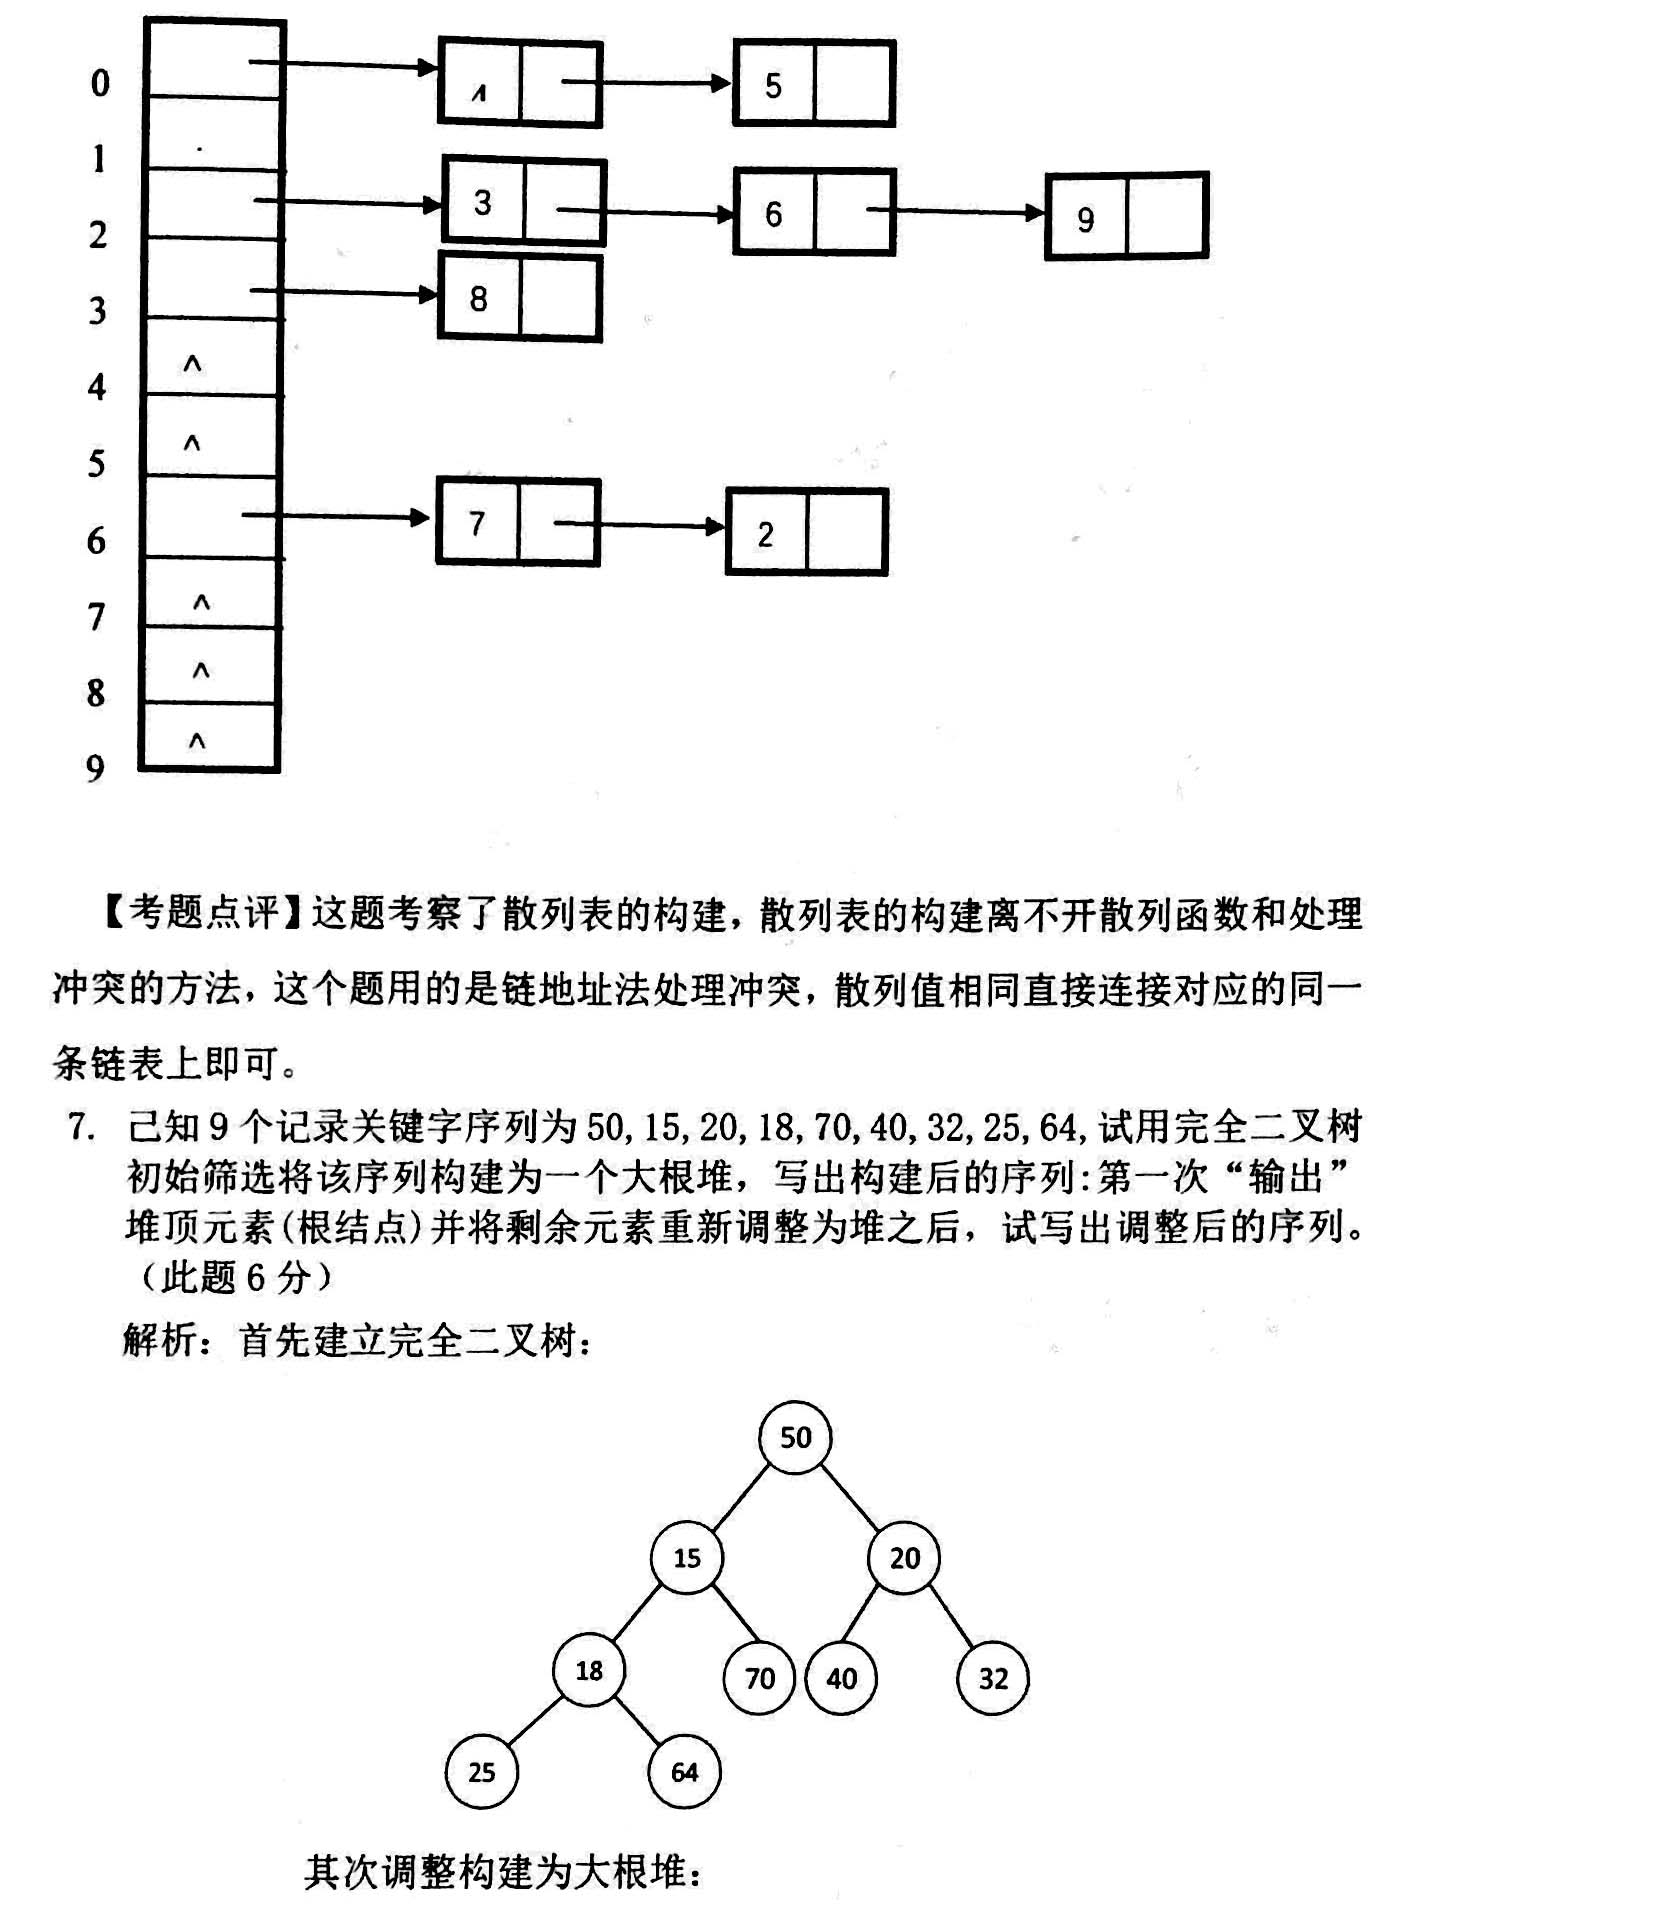 0 1 5
1
2 3 6 9
3 8
4 ^
5 ^
6 7 2
7 ^
8 ^
9 ^
【考题点评】这题考察了散列表的构建，散列表的构建离不开散列函数和处理
冲突的方法，这个题用的是链地址法处理冲突，散列值相同直接连接对应的同一
条链表上即可。
7. 己知9个记录关键字序列为50,15,20,18,70,40,32,25,64,试用完全二叉树
初始筛选将该序列构建为一个大根堆，写出构建后的序列:第一次“输出”
堆顶元素(根结点)并将剩余元素重新调整为堆之后，试写出调整后的序列。
（此题6分）
解析：首先建立完全二叉树：
50
15 20
18 70 40 32
25 64
其次调整构建为大根堆：